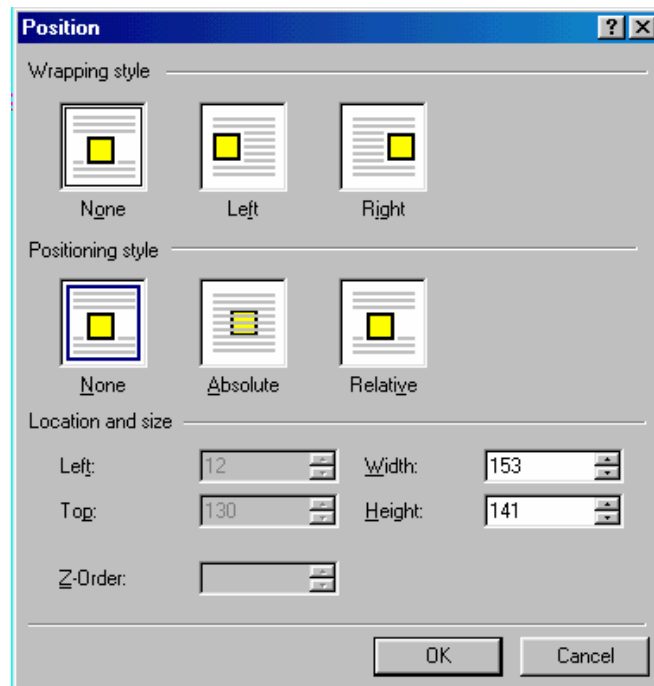 Position
Wrapping style
None Left Right
Positioning style
None Absolute Relative
Location and size
Left: 12 Width: 153
Top: 130 Height: 141
Z-Order:
OK Cancel